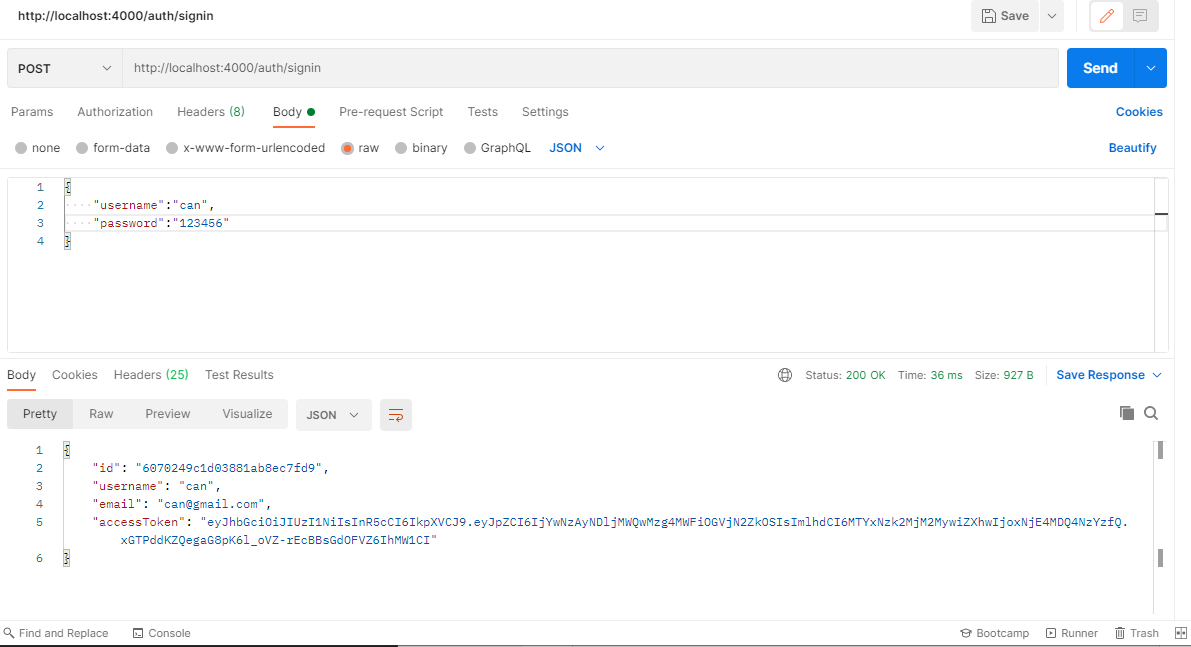 http://localhost:4000/auth/signin
Save
POST
http://localhost:4000/auth/signin
Send
Params Authorization Headers (8) Body Pre-request Script Tests Settings Cookies
none form-data x-www-form-urlencoded raw binary GraphQL JSON Beautify
1 {
2 "username":"can",
3 "password":"123456"
4 }
Body Cookies Headers (25) Test Results Status: 200 OK Time: 36 ms Size: 927 B Save Response
Pretty Raw Preview Visualize JSON
1 {
2 "id": "6070249c1d03881ab8ec7fd9",
3 "username": "can",
4 "email": "can@gmail.com",
5 "accessToken": "eyJhbGciOiJIUzI1NiIsInR5cCI6IkpXVCJ9.eyJpZCI6IjYwNzAyNDljMWQwMzg4MWFiOGVjN2ZkOSIsImlhdCI6MTYxNzk2MjM2MywiZXhwIjoxNjE4MDQ4NzYzfQ.
xGTPddKZQegaG8pK6l_oVZ-rEcBBsGdOFVZ6IhMW1CI"
6 }
Find and Replace Console Bootcamp Runner Trash